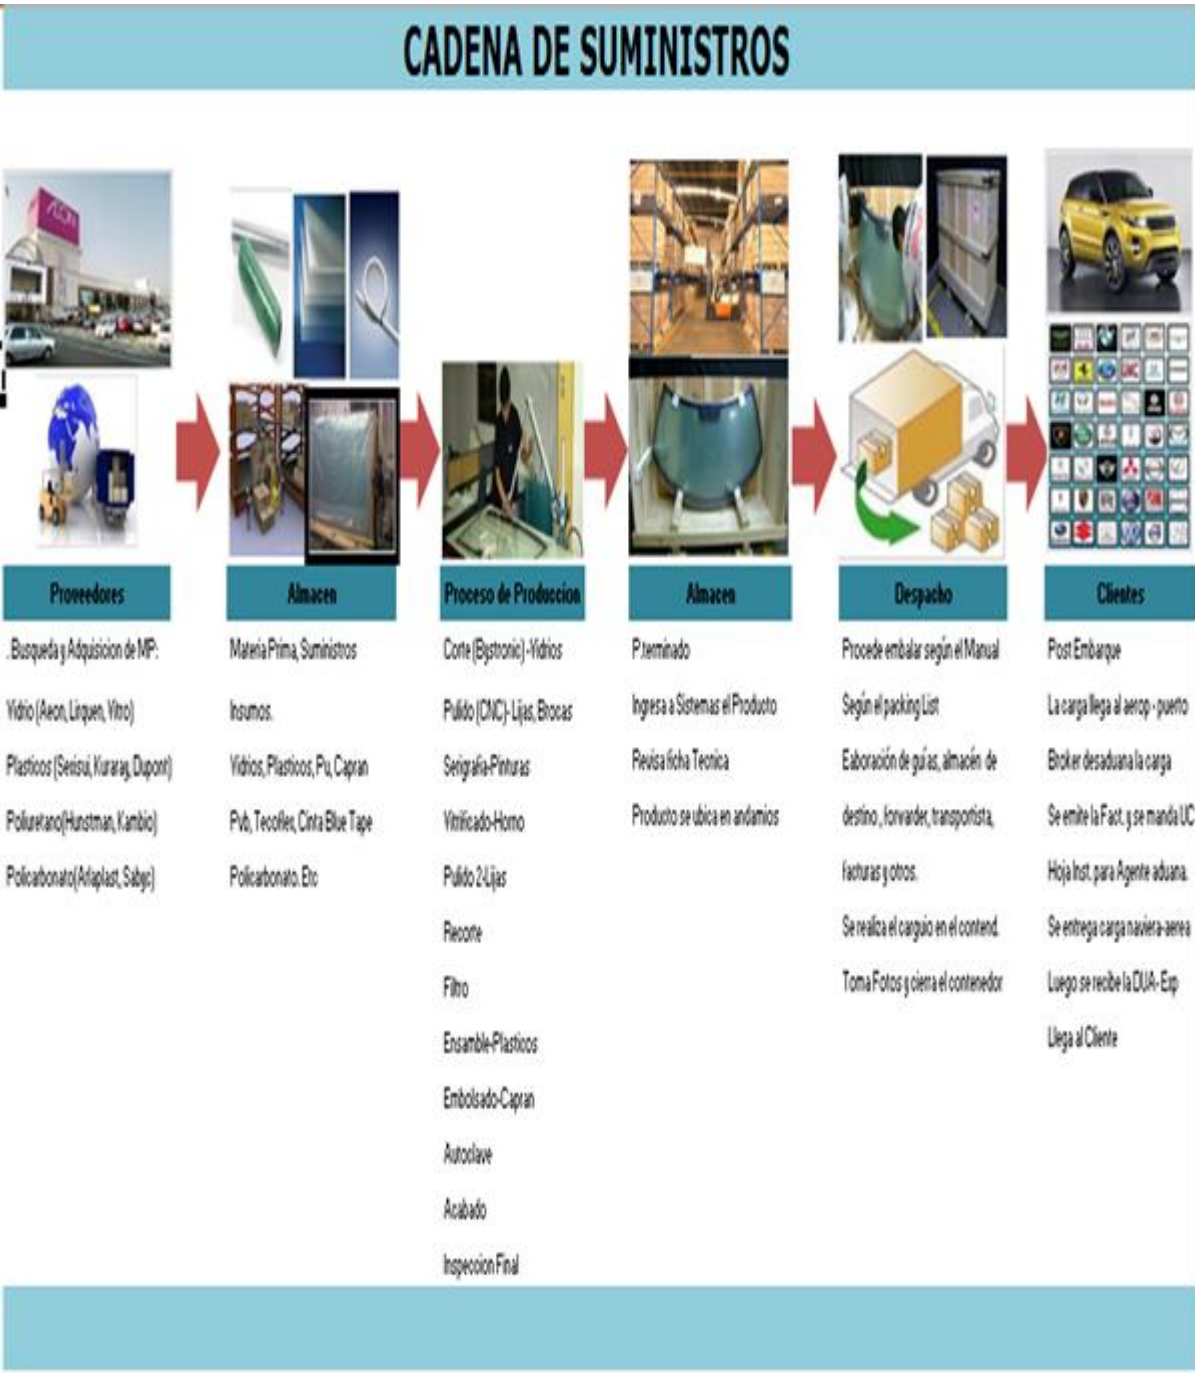 CADENA DE SUMINISTROS
AEON
Proveedores
. Busqueda y Adquisicion de MP:
Vidrio (Aeon, Lirquen, Vitro)
Plasticos (Sexisui, Kuraray, Dupont)
Poliuretano(Hunstman, Kambio)
Policarbonato(Arlaplast, Sabyc)
Almacen
Materia Prima, Suministros
Insumos.
Vidrios, Plasticos, Pu, Capran
Pvb, Tecoflex, Cinta Blue Tape
Policarbonato. Etc
Proceso de Produccion
Corte (Bystronic) -Vidrios
Pulido (CNC)- Lijas, Brocas
Serigrafia-Pinturas
Vitrificado-Horno
Pulido 2-Lijas
Recorte
Filtro
Ensamble-Plasticos
Embolsado-Capran
Autoclave
Acabado
Inspeccion Final
Almacen
P.terminado
Ingresa a Sistemas el Producto
Revisa ficha Tecnica
Producto se ubica en andamios
Despacho
Procede embalar según el Manual
Según el packing List
Eaboración de guías, almacén de
destino , forwarder, transportista,
facturas y otros.
Se realiza el carguio en el contend.
Toma Fotos y cierra el contenedor
Clientes
Post Embarque
La carga llega al aerop - puerto
Broker desaduana la carga
Se emite la Fact. y se manda UC
Hoja Inst. para Agente aduana.
Se entrega carga naviera-aerea
Luego se recibe la DUA- Exp
Llega al Cliente